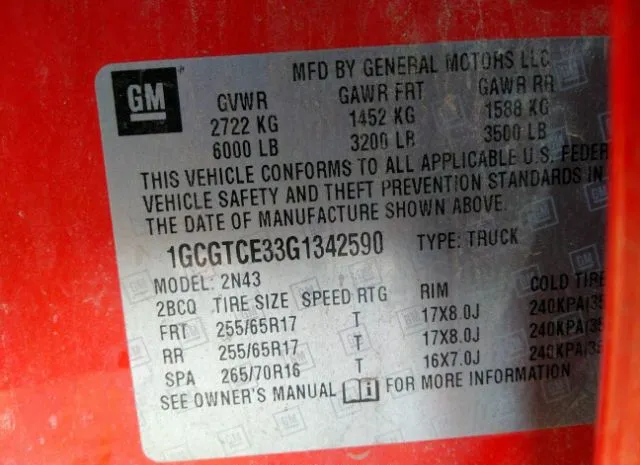 GM
MFD BY GENERAL MOTORS LLC
GVWR GAWR FRT GAWR RR
2722 KG 1452 KG 1588 KG
6000 LB 3200 LB 3500 LB
THIS VEHICLE CONFORMS TO ALL APPLICABLE U.S. FEDER
VEHICLE SAFETY AND THEFT PREVENTION STANDARDS IN
THE DATE OF MANUFACTURE SHOWN ABOVE.
1GCGTCE33G1342590 TYPE: TRUCK
MODEL: 2N43
2BCQ TIRE SIZE SPEED RTG RIM COLD TIRE
FRT 255/65R17 T 17X8.0J 240KPA/35
RR 255/65R17 T 17X8.0J 240KPA/35
SPA 265/70R16 T 16X7.0J 240KPA/35
SEE OWNER'S MANUAL FOR MORE INFORMATION